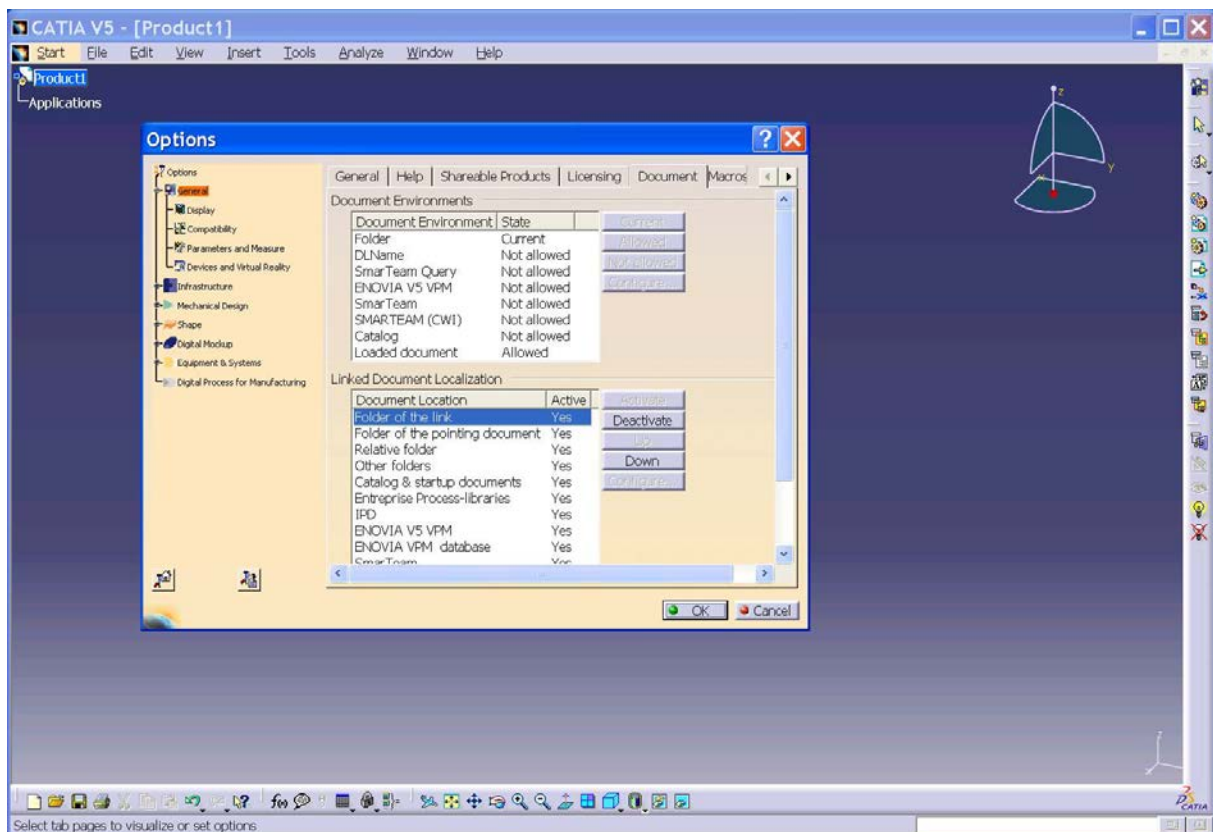 CATIA V5 - [Product1]
Start File Edit View Insert Tools Analyze Window Help
Product1
Applications
z
y
x
Options
Options
General
Display
Compatibility
Parameters and Measure
Devices and Virtual Reality
Infrastructure
Mechanical Design
Shape
Digital Mockup
Equipment & Systems
Digital Process for Manufacturing
General Help Shareable Products Licensing Document Macros
Document Environments
Document Environment State
Folder Current
DLName Not allowed
SmarTeam Query Not allowed
ENOVIA V5 VPM Not allowed
SmarTeam Not allowed
SMARTEAM (CWI) Not allowed
Catalog Not allowed
Loaded document Allowed
Current
Allowed
Not allowed
Configure...
Linked Document Localization
Document Location Active
Folder of the link Yes
Folder of the pointing document Yes
Relative folder Yes
Other folders Yes
Catalog & startup documents Yes
Entreprise Process-libraries Yes
IPD Yes
ENOVIA V5 VPM Yes
ENOVIA VPM database Yes
SmarTeam Yes
Activate
Deactivate
Up
Down
Configure...
OK Cancel
z
f(x)
CATIA
Select tab pages to visualize or set options